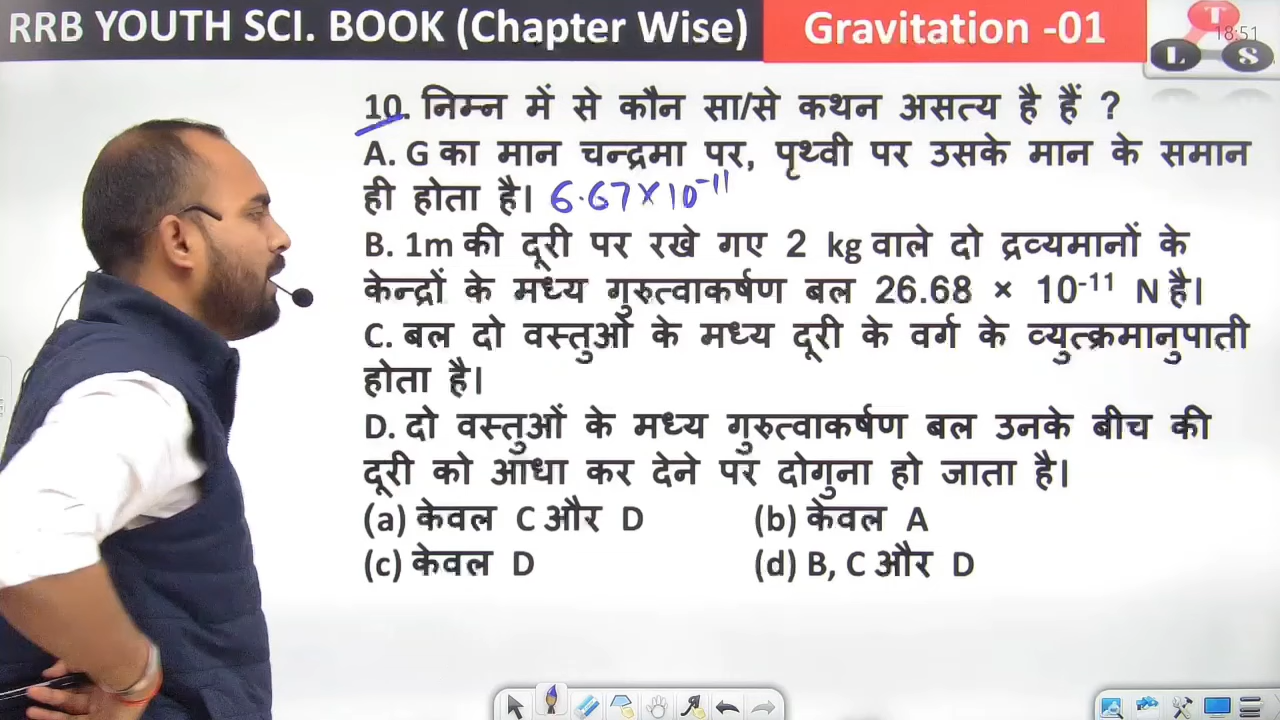 RRB YOUTH SCI. BOOK (Chapter Wise) Gravitation -01
T
18:51
L S
10. निम्न में से कौन सा/से कथन असत्य है हैं ?
A. G का मान चन्द्रमा पर, पृथ्वी पर उसके मान के समान
ही होता है। 6.67×10⁻¹¹
B. 1m की दूरी पर रखे गए 2 kg वाले दो द्रव्यमानों के
केन्द्रों के मध्य गुरुत्वाकर्षण बल 26.68 × 10⁻¹¹ N है।
C. बल दो वस्तुओं के मध्य दूरी के वर्ग के व्युत्क्रमानुपाती
होता है।
D. दो वस्तुओं के मध्य गुरुत्वाकर्षण बल उनके बीच की
दूरी को आधा कर देने पर दोगुना हो जाता है।
(a) केवल C और D (b) केवल A
(c) केवल D (d) B, C और D